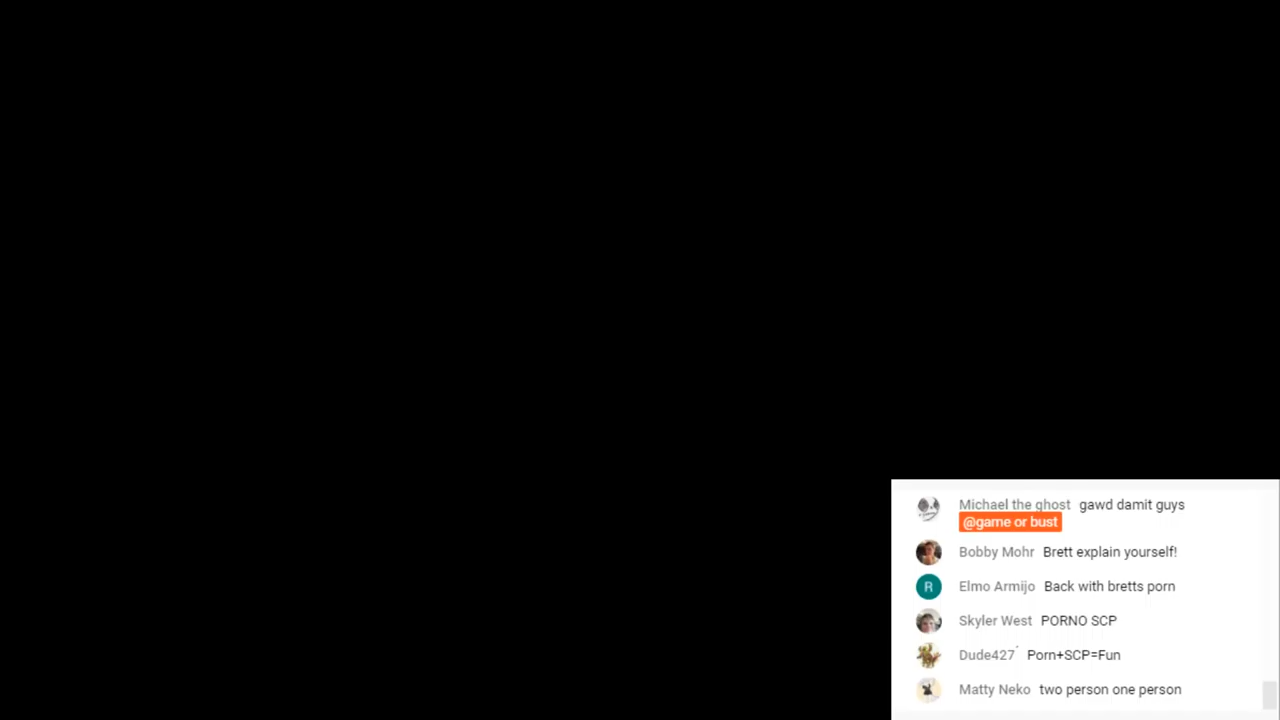 Michael the ghost gawd damit guys
@game or bust
Bobby Mohr Brett explain yourself!
R Elmo Armijo Back with bretts porn
Skyler West PORNO SCP
Dude427 Porn+SCP=Fun
Matty Neko two person one person